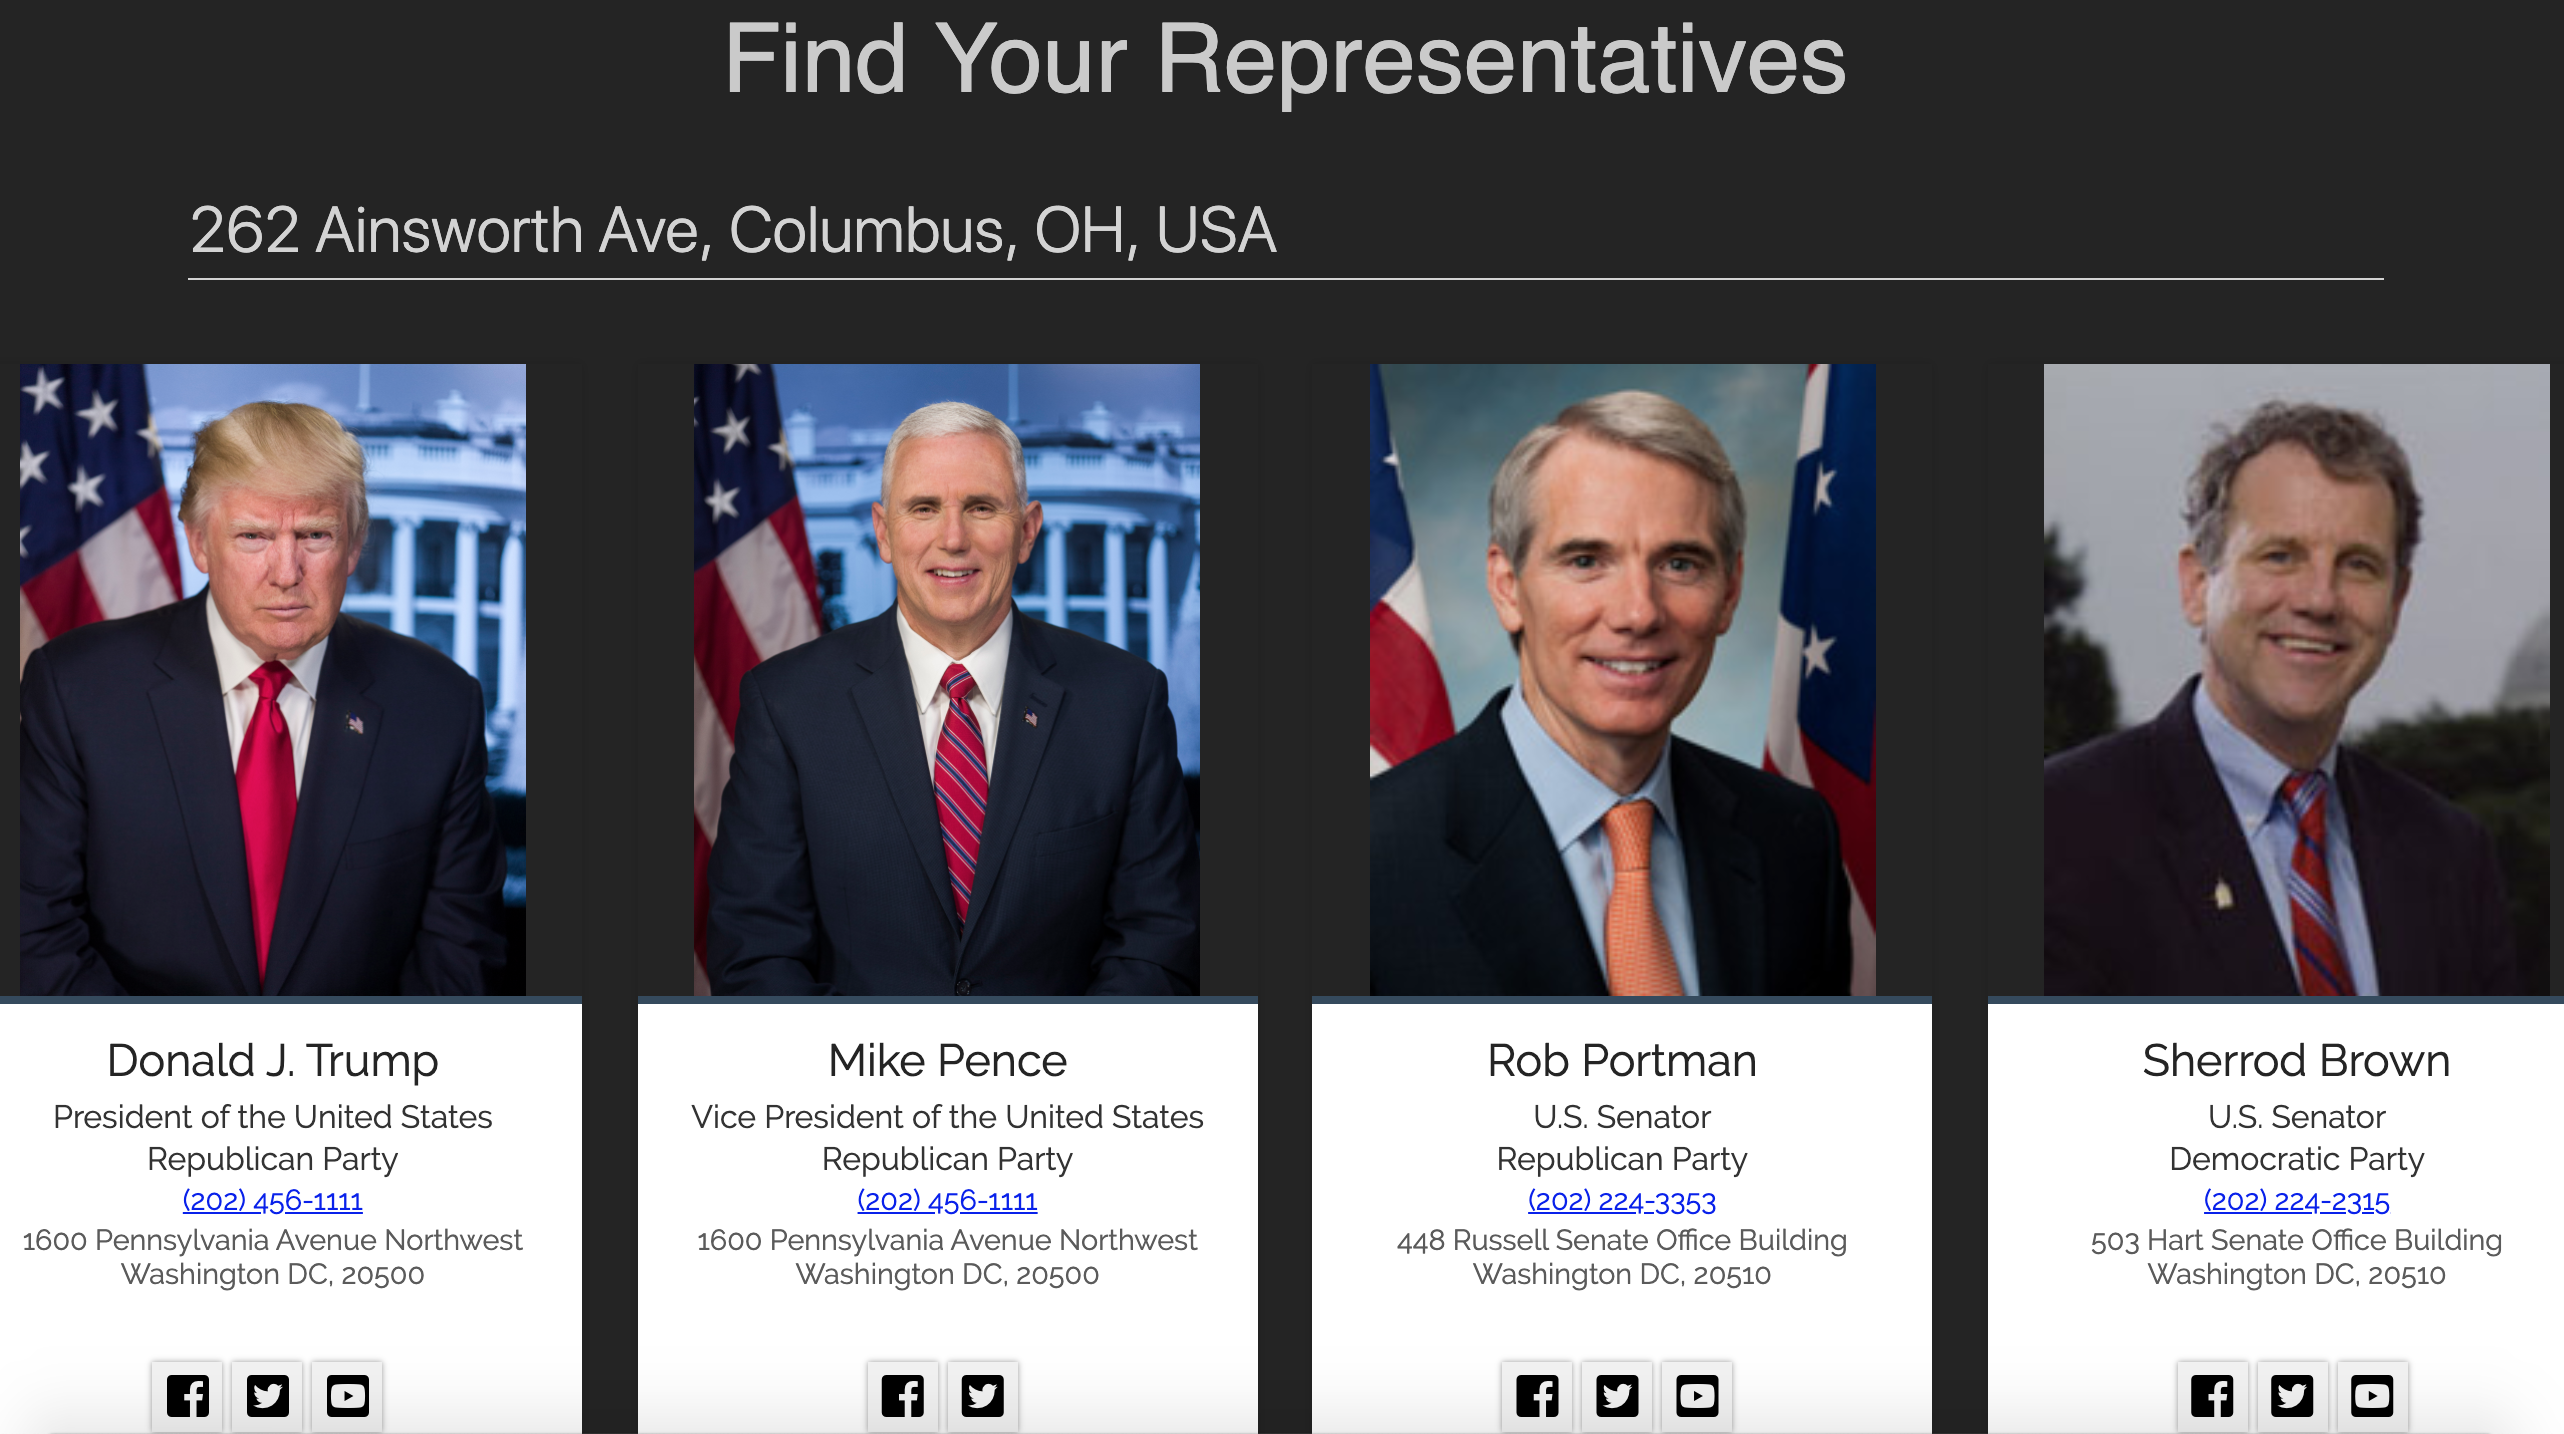 Find Your Representatives
262 Ainsworth Ave, Columbus, OH, USA
Donald J. Trump
President of the United States
Republican Party
(202) 456-1111
1600 Pennsylvania Avenue Northwest
Washington DC, 20500
Mike Pence
Vice President of the United States
Republican Party
(202) 456-1111
1600 Pennsylvania Avenue Northwest
Washington DC, 20500
Rob Portman
U.S. Senator
Republican Party
(202) 224-3353
448 Russell Senate Office Building
Washington DC, 20510
Sherrod Brown
U.S. Senator
Democratic Party
(202) 224-2315
503 Hart Senate Office Building
Washington DC, 20510